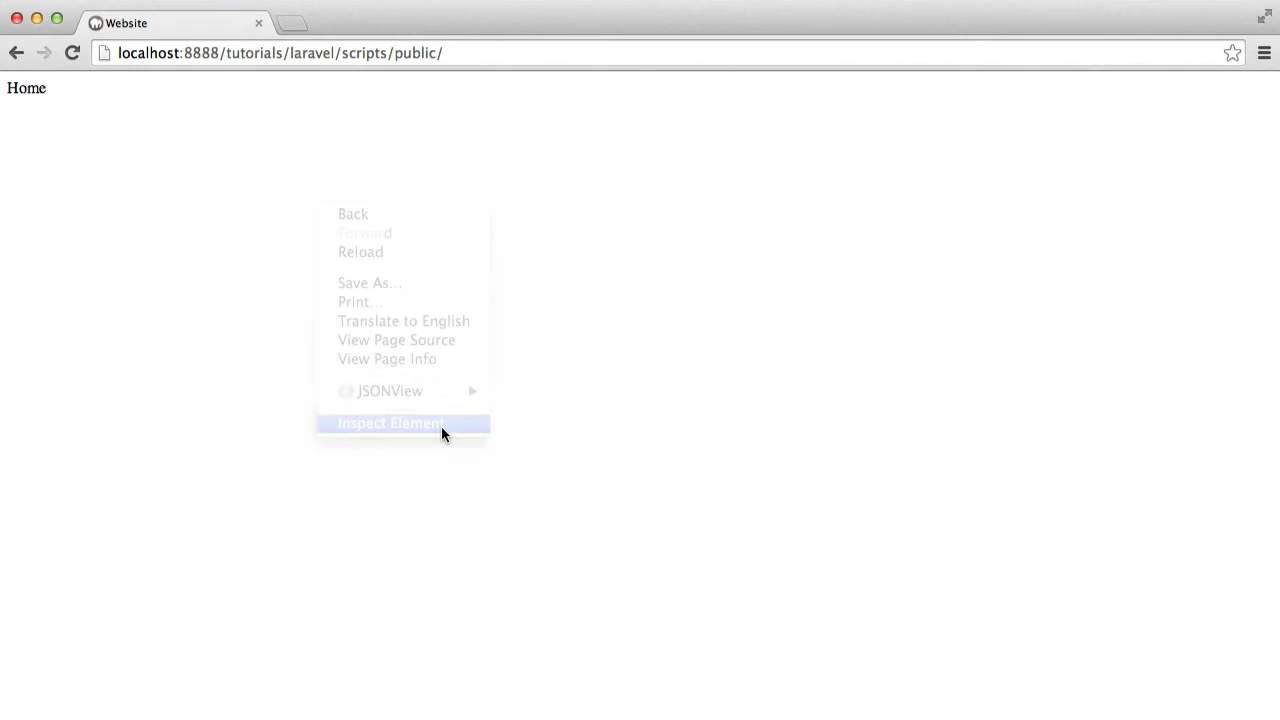 Website
localhost:8888/tutorials/laravel/scripts/public/
Home
Back
Forward
Reload
Save As...
Print...
Translate to English
View Page Source
View Page Info
JSONView
Inspect Element